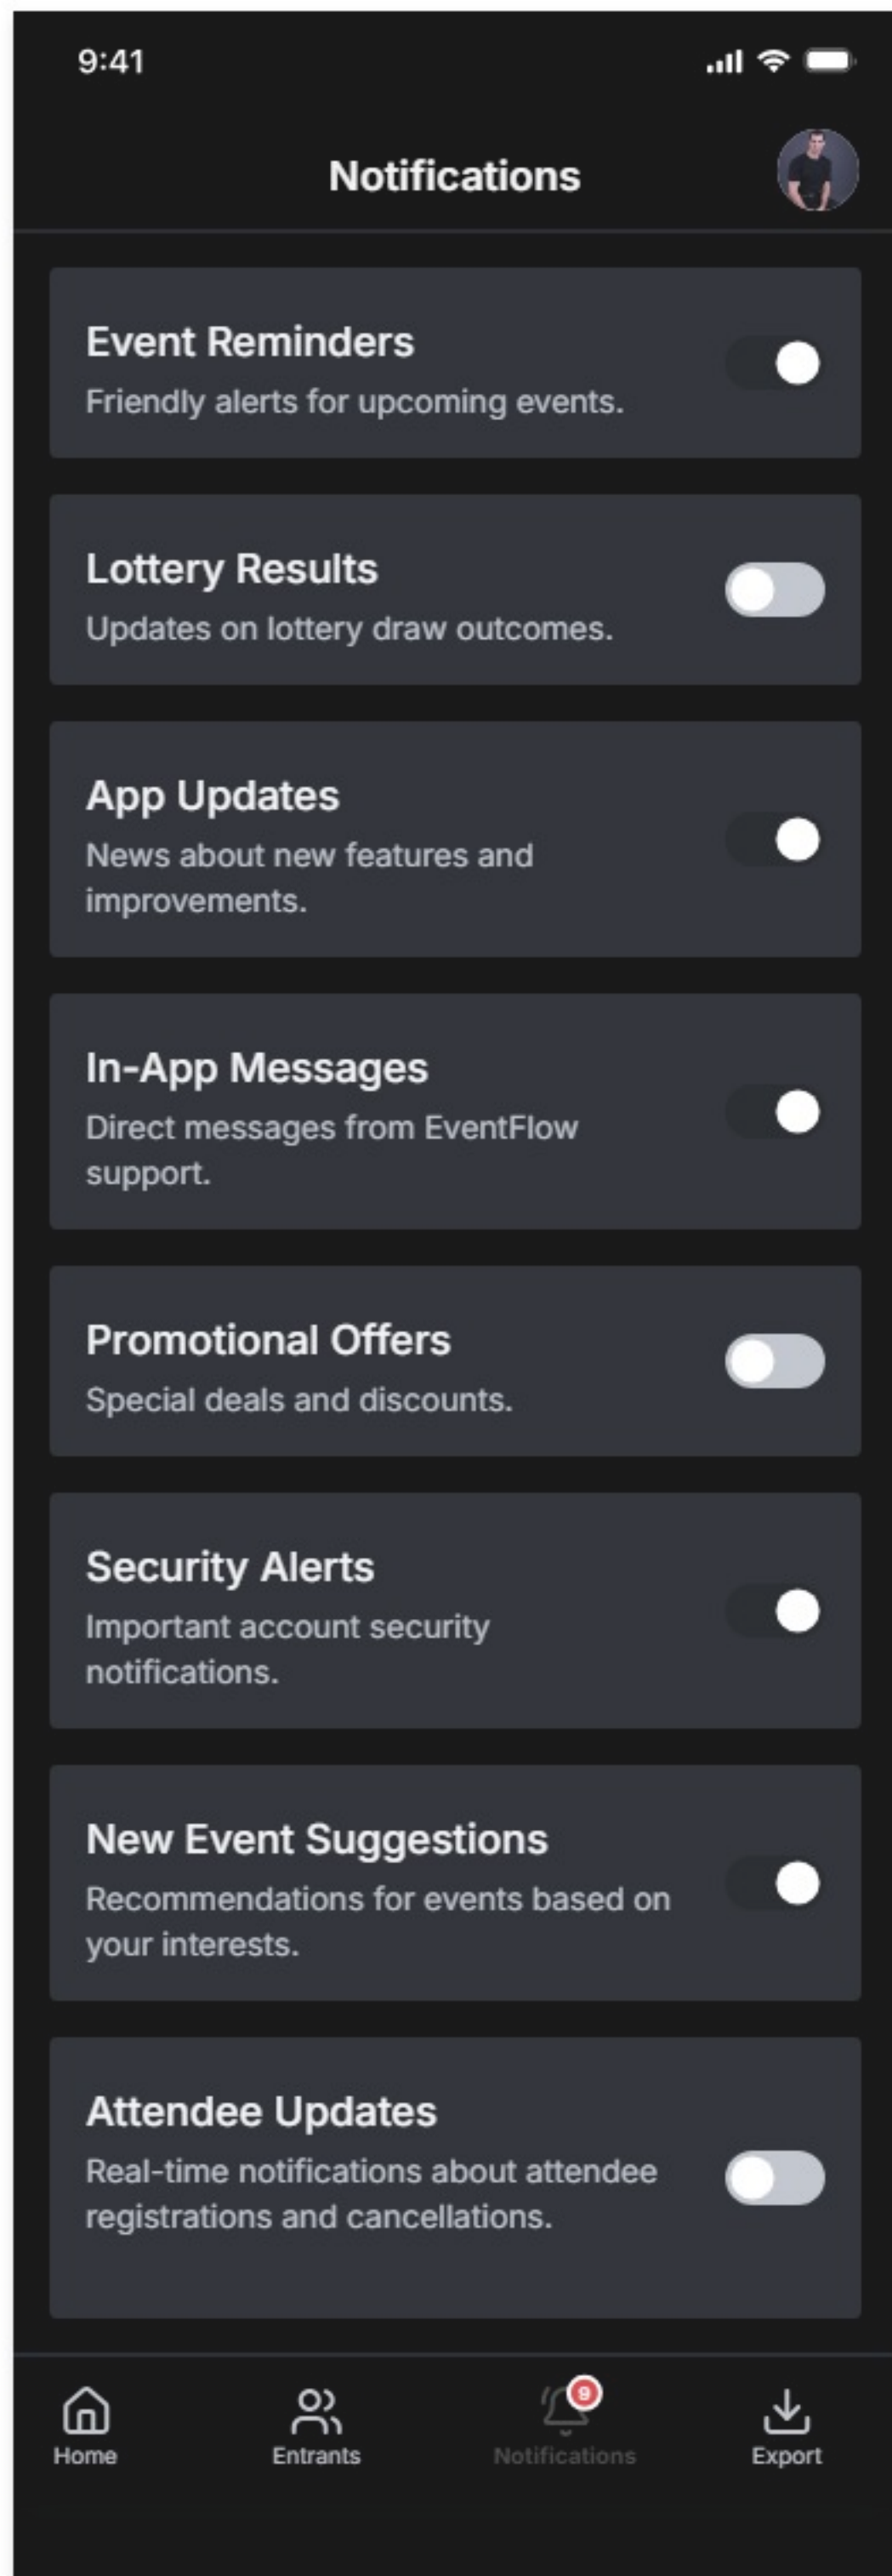 9:41
Notifications
Event Reminders
Friendly alerts for upcoming events.
Lottery Results
Updates on lottery draw outcomes.
App Updates
News about new features and
improvements.
In-App Messages
Direct messages from EventFlow
support.
Promotional Offers
Special deals and discounts.
Security Alerts
Important account security
notifications.
New Event Suggestions
Recommendations for events based on
your interests.
Attendee Updates
Real-time notifications about attendee
registrations and cancellations.
9
Home Entrants Notifications Export